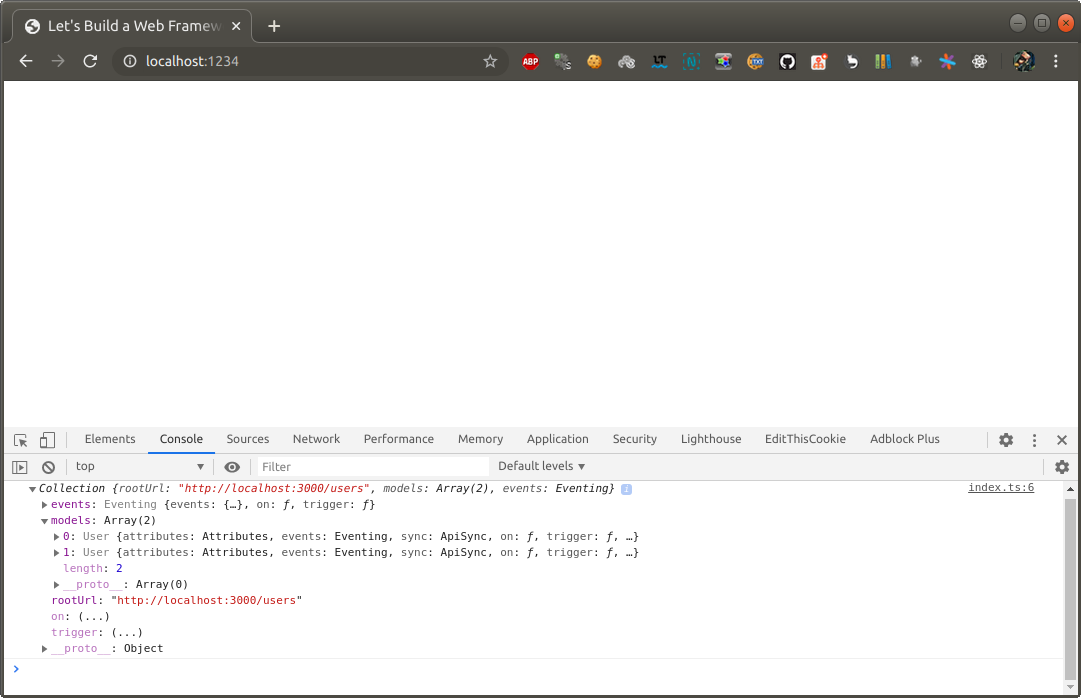 Let's Build a Web Framew
localhost:1234
ABP
LT
N
TXT
Elements Console Sources Network Performance Memory Application Security Lighthouse EditThisCookie Adblock Plus
top Filter Default levels
Collection {rootUrl: "http://localhost:3000/users", models: Array(2), events: Eventing} i index.ts:6
events: Eventing {events: {…}, on: ƒ, trigger: ƒ}
models: Array(2)
0: User {attributes: Attributes, events: Eventing, sync: ApiSync, on: ƒ, trigger: ƒ, …}
1: User {attributes: Attributes, events: Eventing, sync: ApiSync, on: ƒ, trigger: ƒ, …}
length: 2
__proto__: Array(0)
rootUrl: "http://localhost:3000/users"
on: (...)
trigger: (...)
__proto__: Object